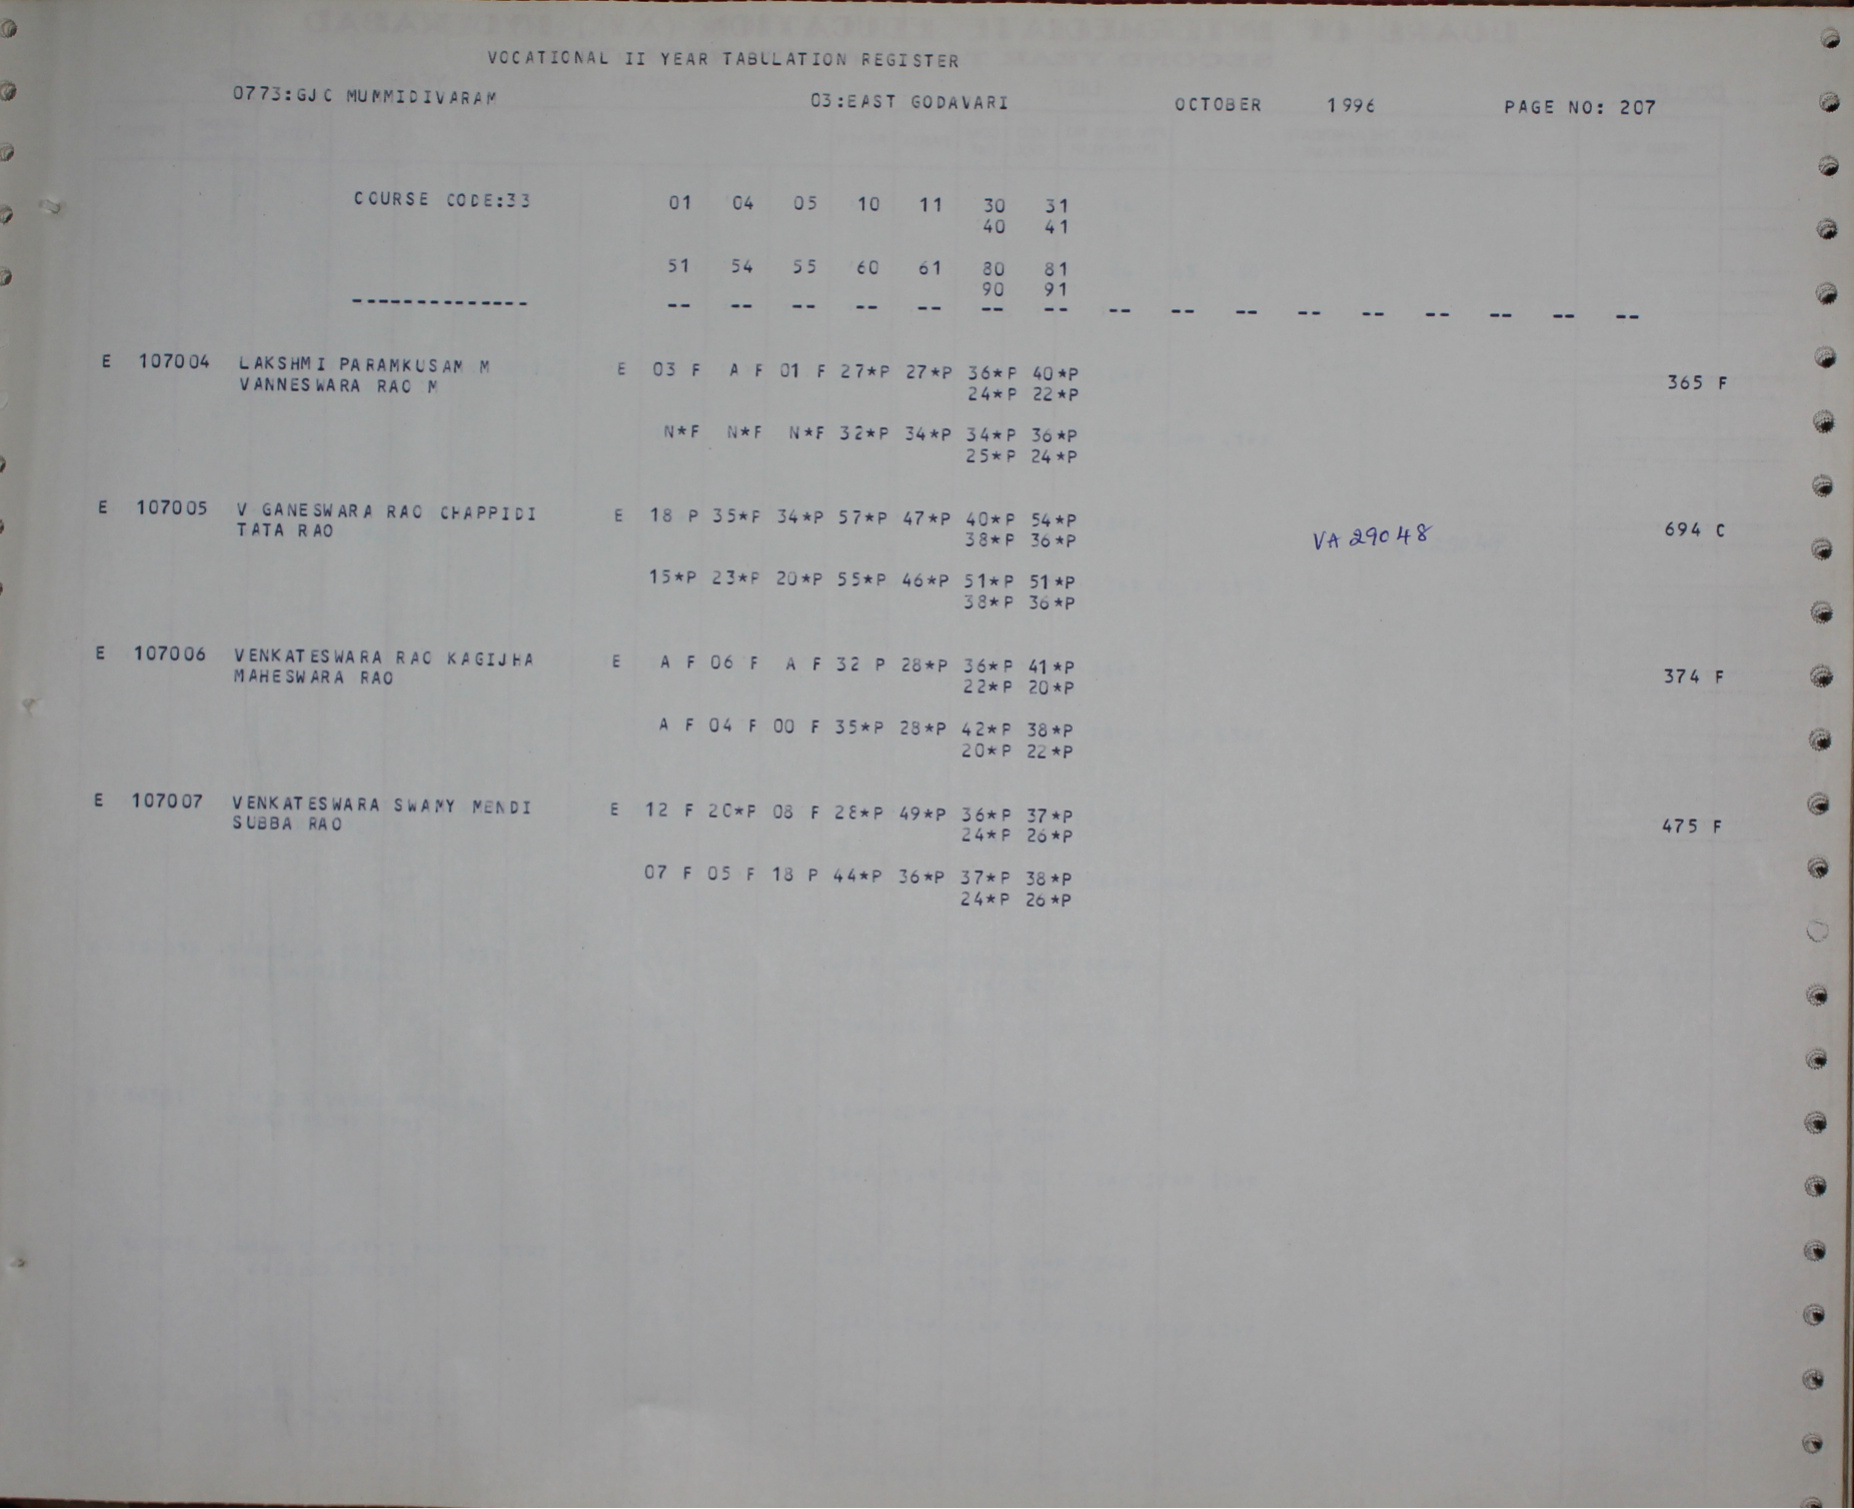 VOCATIONAL II YEAR TABULATION REGISTER
0773:GJC MUMMIDIVARAM 03:EAST GODAVARI OCTOBER 1996 PAGE NO: 207
COURSE CODE:33 01 04 05 10 11 30 31
40 41
51 54 55 60 61 80 81
90 91
-------------- -- -- -- -- -- -- -- -- -- -- -- -- -- -- -- --
E 107004 LAKSHMI PARAMKUSAM M E 03 F A F 01 F 27*P 27*P 36*P 40*P
VANNESWARA RAO M 24*P 22*P 365 F
N*F N*F N*F 32*P 34*P 34*P 36*P
25*P 24*P
E 107005 V GANESWARA RAO CHAPPIDI E 18 P 35*P 34*P 57*P 47*P 40*P 54*P
TATA RAO 38*P 36*P VA 29048 694 C
15*P 23*P 20*P 55*P 46*P 51*P 51*P
38*P 36*P
E 107006 VENKATESWARA RAO KAGIJHA E A F 06 F A F 32 P 28*P 36*P 41*P
MAHESWARA RAO 22*P 20*P 374 F
A F 04 F 00 F 35*P 28*P 42*P 38*P
20*P 22*P
E 107007 VENKATESWARA SWAMY MENDI E 12 F 20*P 08 F 28*P 49*P 36*P 37*P
SUBBA RAO 24*P 26*P 475 F
07 F 05 F 18 P 44*P 36*P 37*P 38*P
24*P 26*P